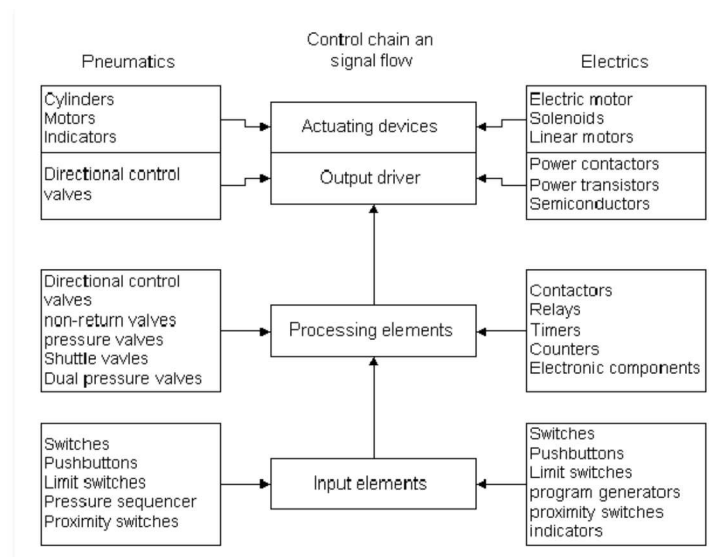 Pneumatics
Control chain an
signal flow
Electrics
Cylinders
Motors
Indicators
Actuating devices
Electric motor
Solenoids
Linear motors
Directional control
valves
Output driver
Power contactors
Power transistors
Semiconductors
Directional control
valves
non-return valves
pressure valves
Shuttle vavles
Dual pressure valves
Processing elements
Contactors
Relays
Timers
Counters
Electronic components
Switches
Pushbuttons
Limit switches
Pressure sequencer
Proximity switches
Input elements
Switches
Pushbuttons
Limit switches
program generators
proximity switches
indicators